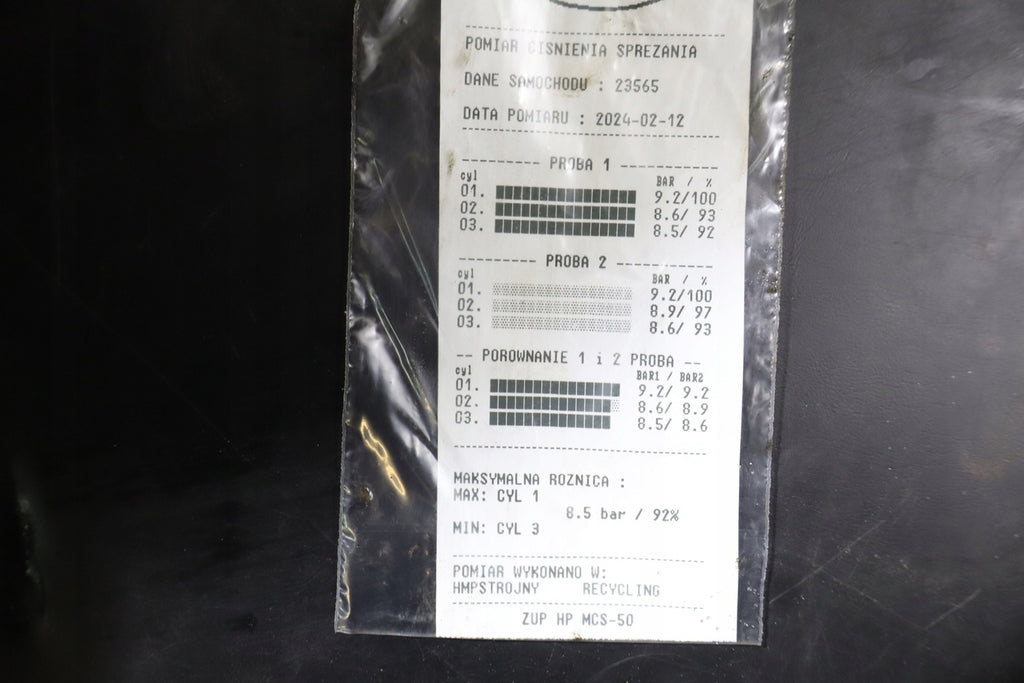 POMIAR CISNIENIA SPREZANIA
DANE SAMOCHODU : 23565
DATA POMIARU : 2024-02-12
--------- PROBA 1 -----------
cyl BAR / %
01. 9.2/100
02. 8.6/ 93
03. 8.5/ 92
--------- PROBA 2 -----------
cyl BAR / %
01. 9.2/100
02. 8.9/ 97
03. 8.6/ 93
-- POROWNANIE 1 i 2 PROBA --
cyl BAR1 / BAR2
01. 9.2/ 9.2
02. 8.6/ 8.9
03. 8.5/ 8.6
MAKSYMALNA ROZNICA :
MAX: CYL 1
8.5 bar / 92%
MIN: CYL 3
POMIAR WYKONANO W:
HMPSTROJNY RECYCLING
ZUP HP MCS-50